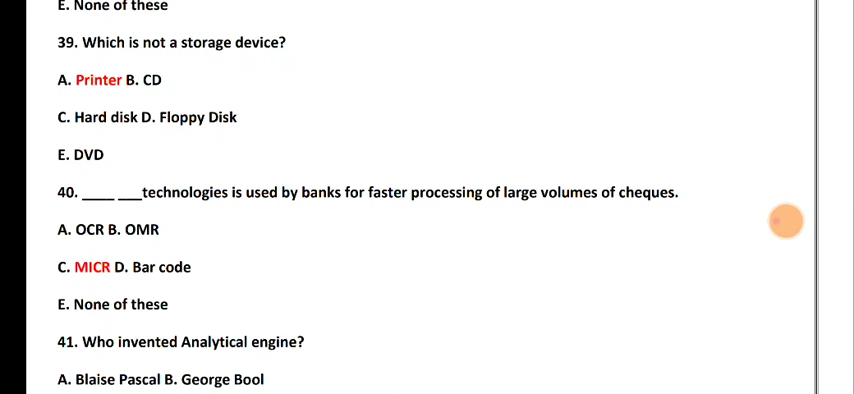 E. None of these
39. Which is not a storage device?
A. Printer B. CD
C. Hard disk D. Floppy Disk
E. DVD
40. ____ ___technologies is used by banks for faster processing of large volumes of cheques.
A. OCR B. OMR
C. MICR D. Bar code
E. None of these
41. Who invented Analytical engine?
A. Blaise Pascal B. George Bool